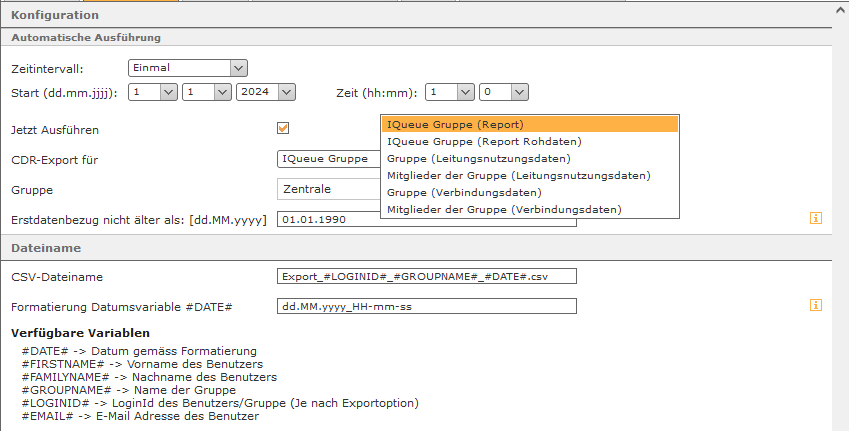 Konfiguration
Automatische Ausführung
Zeitintervall: Einmal
Start (dd.mm.jjjj): 1 1 2024 Zeit (hh:mm): 1 0
Jetzt Ausführen
IQueue Gruppe (Report)
IQueue Gruppe (Report Rohdaten)
CDR-Export für IQueue Gruppe
Gruppe (Leitungsnutzungsdaten)
Mitglieder der Gruppe (Leitungsnutzungsdaten)
Gruppe Zentrale
Gruppe (Verbindungsdaten)
Mitglieder der Gruppe (Verbindungsdaten)
Erstdatenbezug nicht älter als: [dd.MM.yyyy] 01.01.1990
Dateiname
CSV-Dateiname Export_#LOGINID#_#GROUPNAME#_#DATE#.csv
Formatierung Datumsvariable #DATE# dd.MM.yyyy_HH-mm-ss
Verfügbare Variablen
#DATE# -> Datum gemäss Formatierung
#FIRSTNAME# -> Vorname des Benutzers
#FAMILYNAME# -> Nachname des Benutzers
#GROUPNAME# -> Name der Gruppe
#LOGINID# -> LoginId des Benutzers/Gruppe (Je nach Exportoption)
#EMAIL# -> E-Mail Adresse des Benutzer